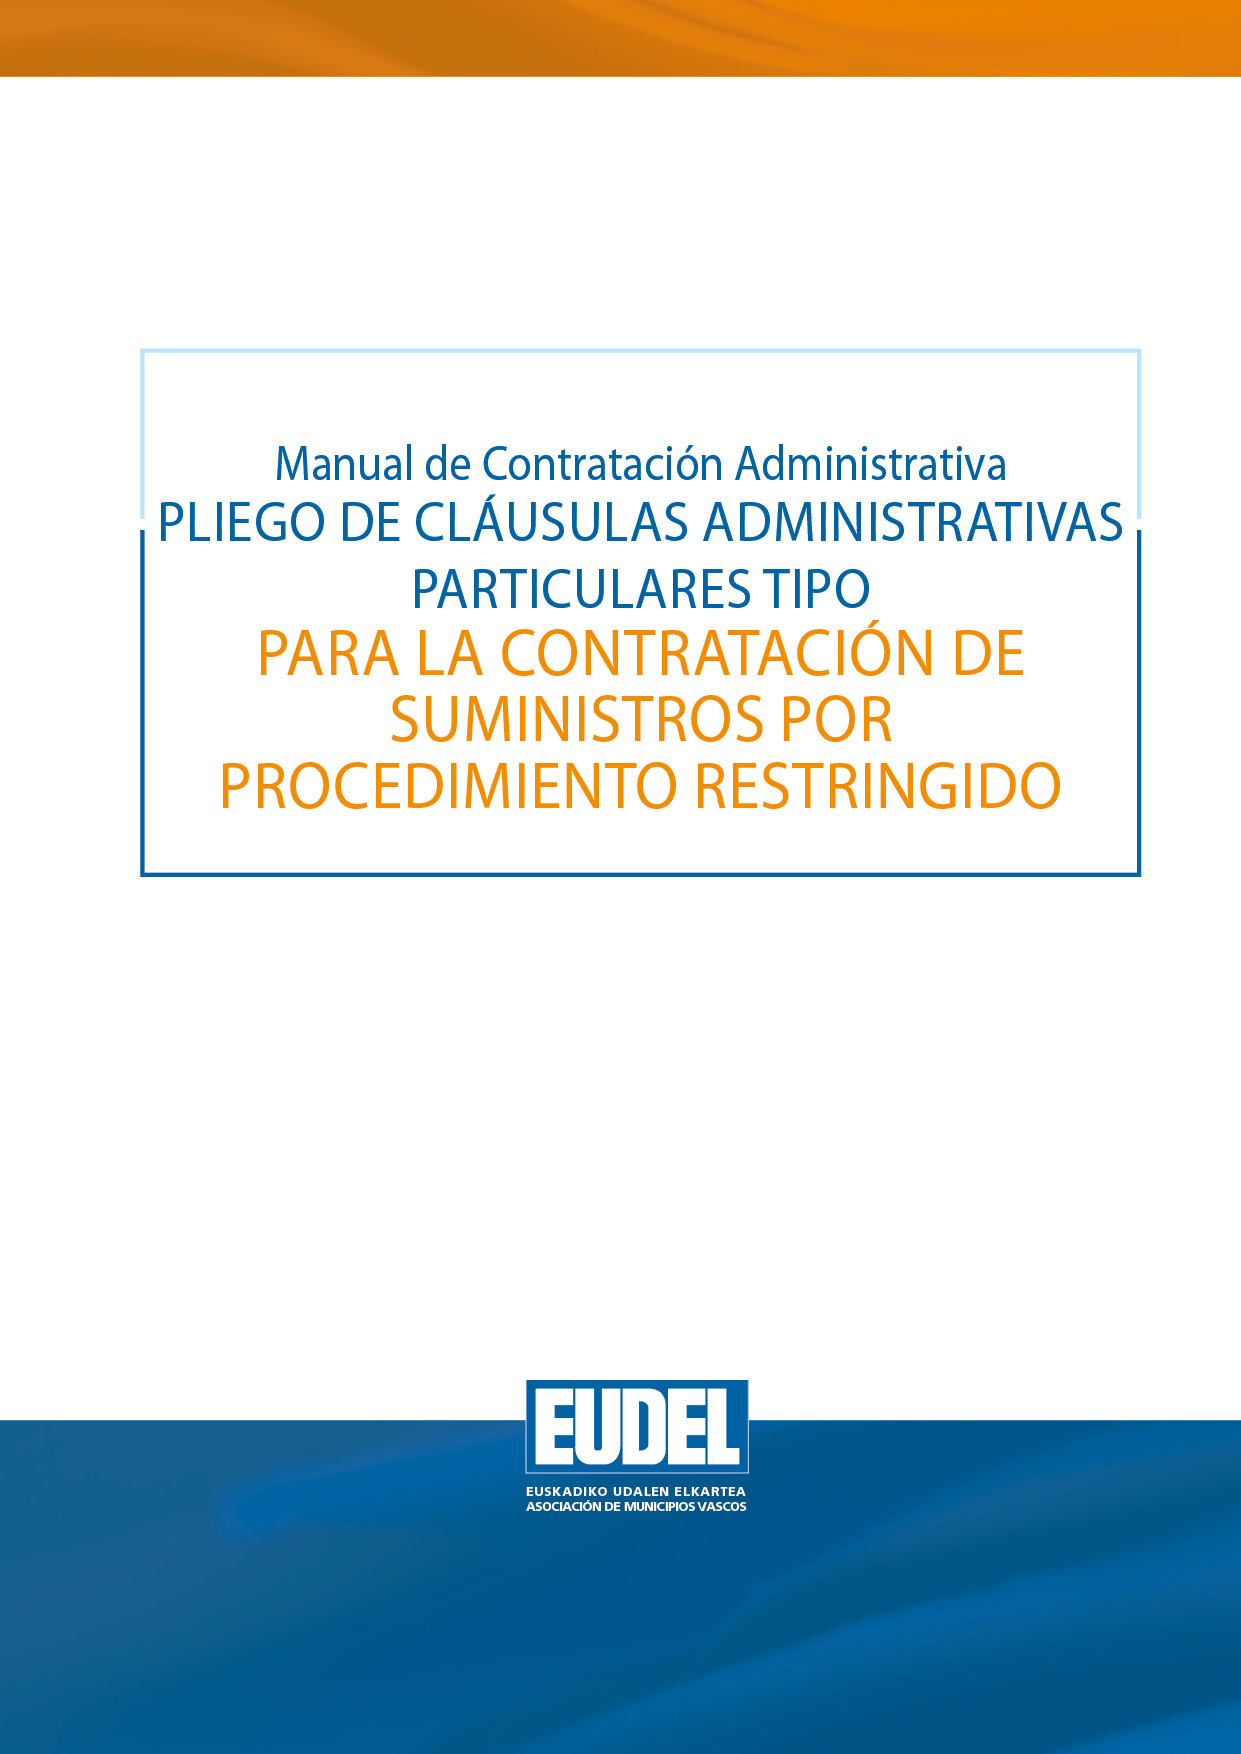 Manual de Contratación Administrativa
PLIEGO DE CLÁUSULAS ADMINISTRATIVAS
PARTICULARES TIPO
PARA LA CONTRATACIÓN DE
SUMINISTROS POR
PROCEDIMIENTO RESTRINGIDO
EUDEL
EUSKADIKO UDALEN ELKARTEA
ASOCIACIÓN DE MUNICIPIOS VASCOS